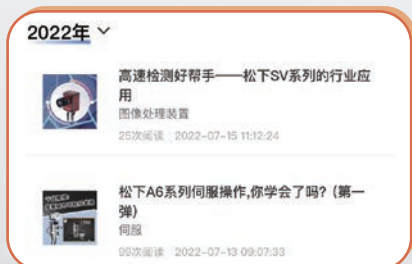 2022年
高速检测好帮手——松下SV系列的行业应
用
图像处理装置
25次阅读 2022-07-15 11:12:24
松下A6系列伺服操作,你学会了吗?（第一
弹）
伺服
99次阅读 2022-07-13 09:07:33